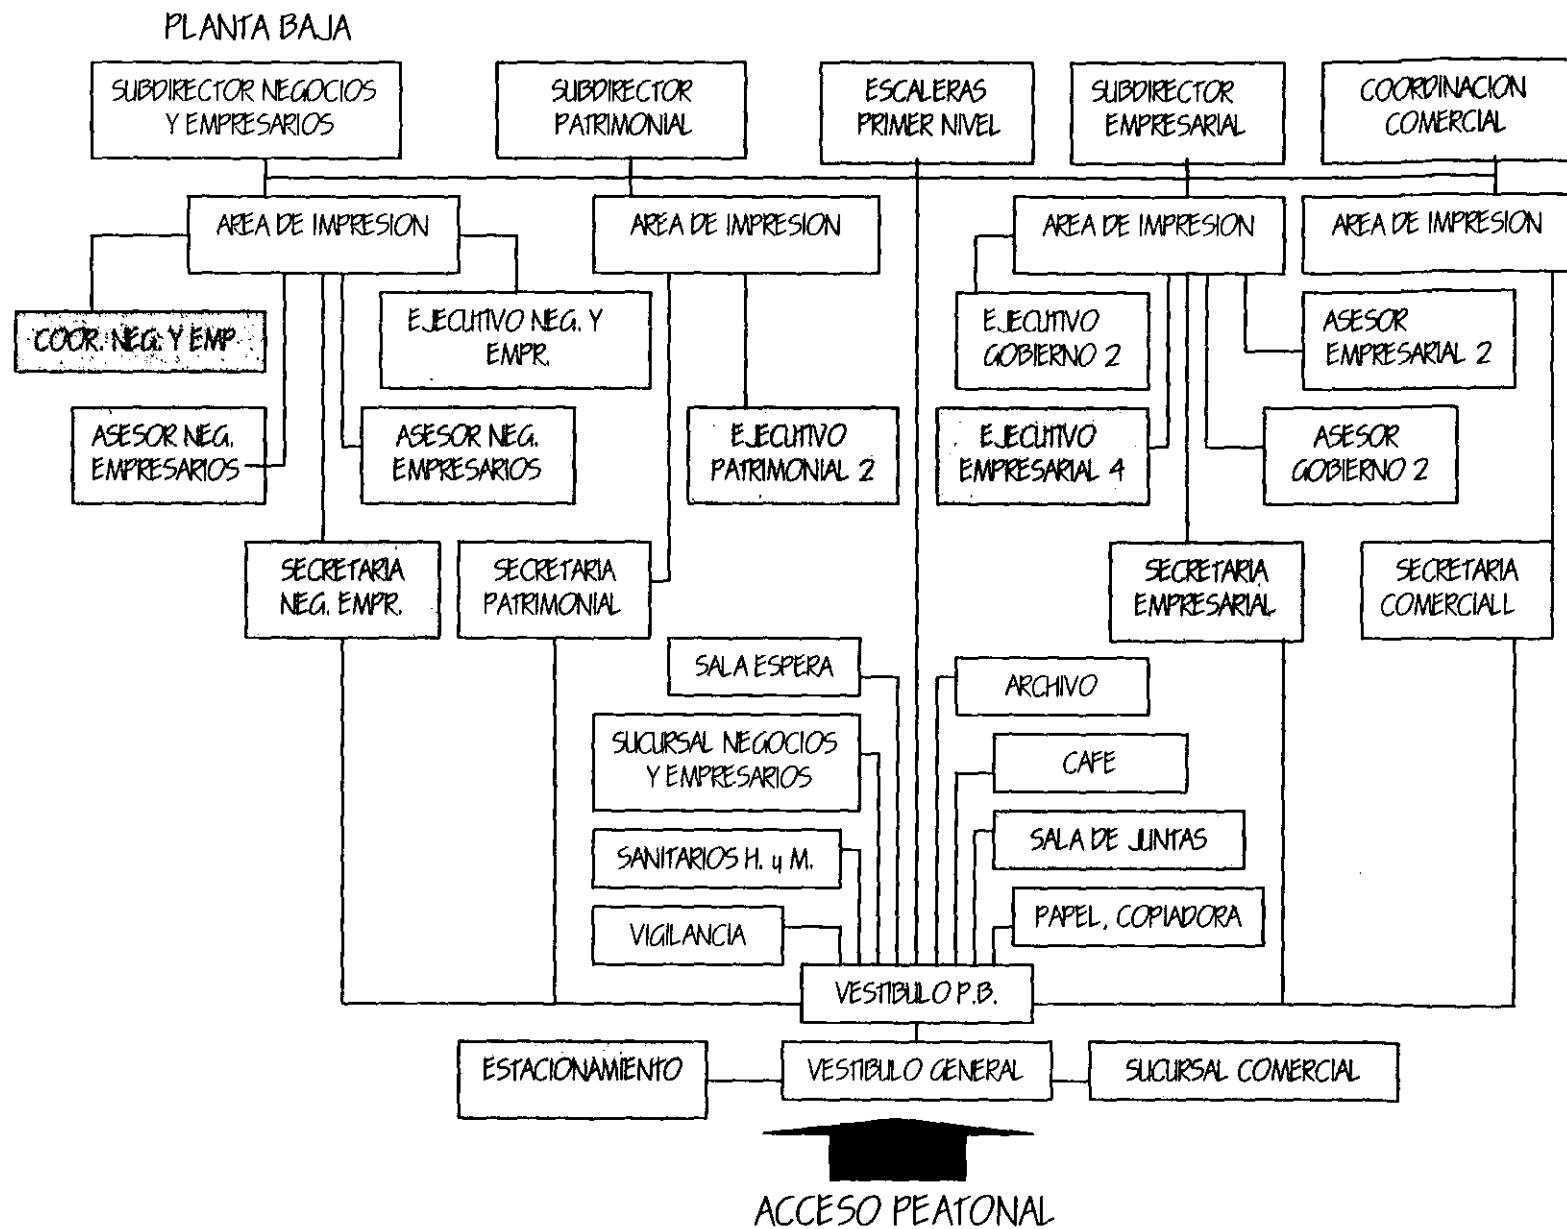 PLANTA BAJA
SUBDIRECTOR NEGOCIOS
Y EMPRESARIOS
SUBDIRECTOR
PATRIMONIAL
ESCALERAS
PRIMER NIVEL
SUBDIRECTOR
EMPRESARIAL
COORDINACION
COMERCIAL
AREA DE IMPRESION
AREA DE IMPRESION
AREA DE IMPRESION
AREA DE IMPRESION
COOR. NEG. Y EMP.
EJECUTIVO NEG. Y
EMPR.
EJECUTIVO
GOBIERNO 2
ASESOR
EMPRESARIAL 2
ASESOR NEG.
EMPRESARIOS
ASESOR NEG.
EMPRESARIOS
EJECUTIVO
PATRIMONIAL 2
EJECUTIVO
EMPRESARIAL 4
ASESOR
GOBIERNO 2
SECRETARIA
NEG. EMPR.
SECRETARIA
PATRIMONIAL
SECRETARIA
EMPRESARIAL
SECRETARIA
COMERCIALL
SALA ESPERA
ARCHIVO
SUCURSAL NEGOCIOS
Y EMPRESARIOS
CAFE
SANITARIOS H. y M.
SALA DE JUNTAS
VIGILANCIA
PAPEL, COPIADORA
VESTIBULO P.B.
ESTACIONAMIENTO
VESTIBULO GENERAL
SUCURSAL COMERCIAL
ACCESO PEATONAL